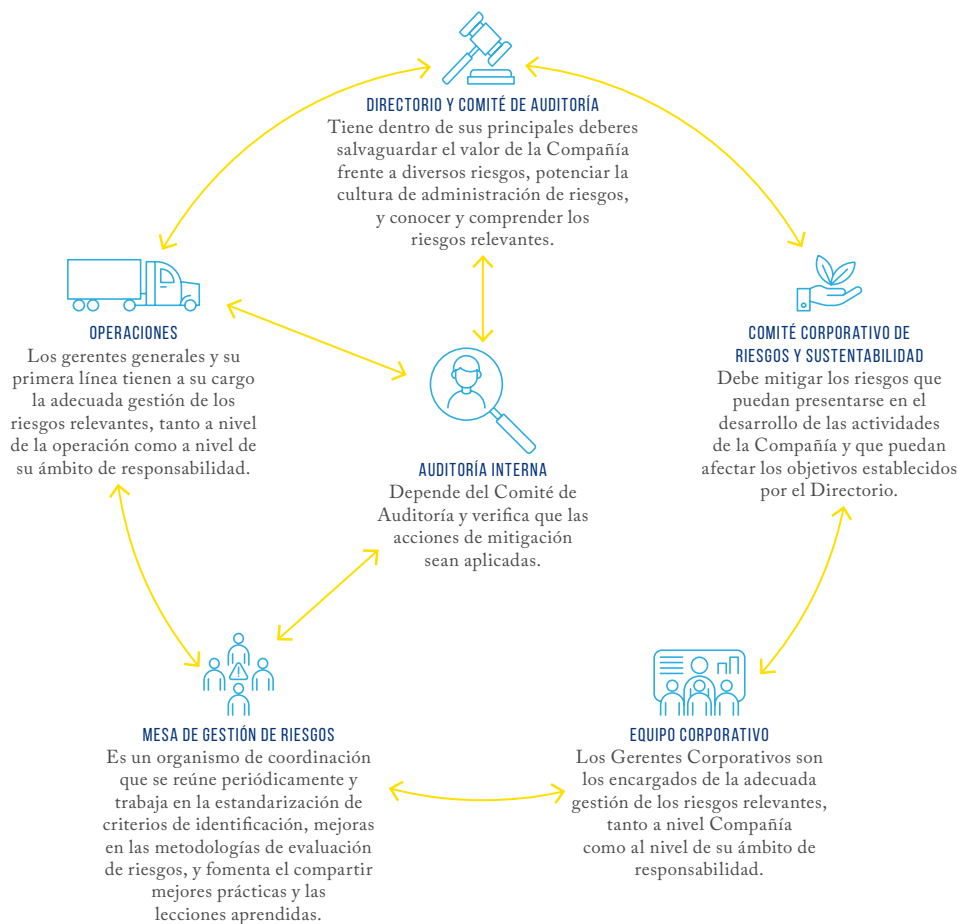 DIRECTORIO Y COMITÉ DE AUDITORÍA
Tiene dentro de sus principales deberes
salvaguardar el valor de la Compañía
frente a diversos riesgos, potenciar la
cultura de administración de riesgos,
y conocer y comprender los
riesgos relevantes.
OPERACIONES
Los gerentes generales y su
primera línea tienen a su cargo
la adecuada gestión de los
riesgos relevantes, tanto a nivel
de la operación como a nivel de
su ámbito de responsabilidad.
COMITÉ CORPORATIVO DE
RIESGOS Y SUSTENTABILIDAD
Debe mitigar los riesgos que
puedan presentarse en el
desarrollo de las actividades
de la Compañía y que puedan
afectar los objetivos establecidos
por el Directorio.
AUDITORÍA INTERNA
Depende del Comité de
Auditoría y verifica que las
acciones de mitigación
sean aplicadas.
MESA DE GESTIÓN DE RIESGOS
Es un organismo de coordinación
que se reúne periódicamente y
trabaja en la estandarización de
criterios de identificación, mejoras
en las metodologías de evaluación
de riesgos, y fomenta el compartir
mejores prácticas y las
lecciones aprendidas.
EQUIPO CORPORATIVO
Los Gerentes Corporativos son
los encargados de la adecuada
gestión de los riesgos relevantes,
tanto a nivel Compañía
como al nivel de su ámbito de
responsabilidad.